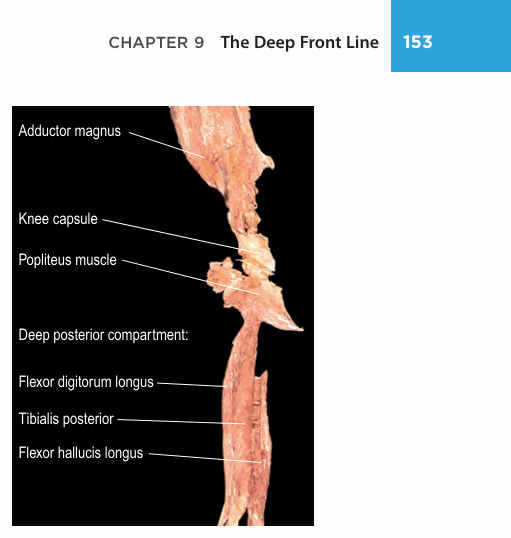 CHAPTER 9 The Deep Front Line 153
Adductor magnus
Knee capsule
Popliteus muscle
Deep posterior compartment:
Flexor digitorum longus
Tibialis posterior
Flexor hallucis longus